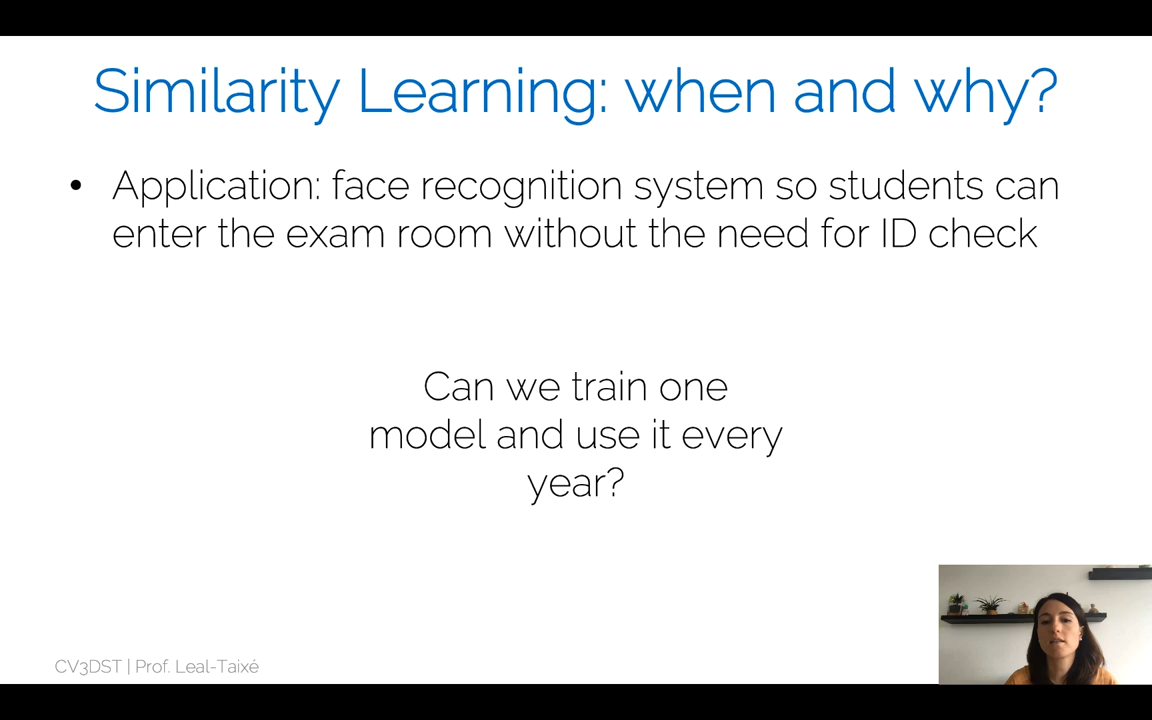 Similarity Learning: when and why?
• Application: face recognition system so students can
enter the exam room without the need for ID check
Can we train one
model and use it every
year?
CV3DST | Prof. Leal-Taixé